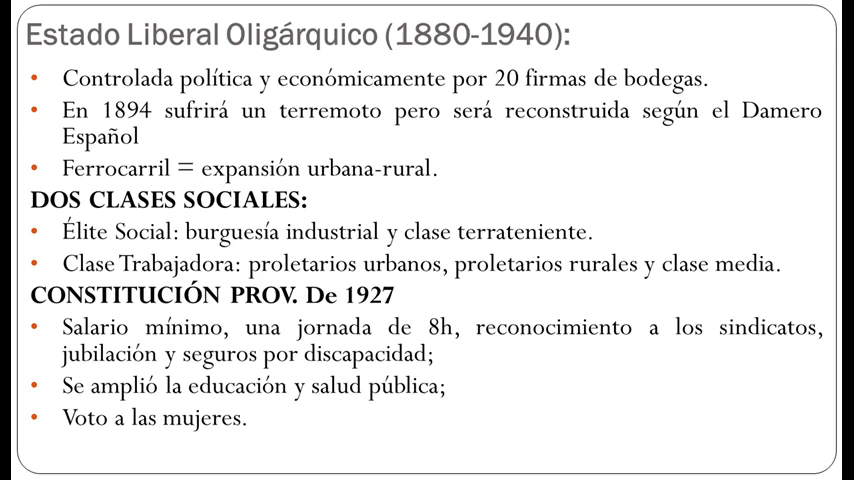 Estado Liberal Oligárquico (1880-1940):
• Controlada política y económicamente por 20 firmas de bodegas.
• En 1894 sufrirá un terremoto pero será reconstruida según el Damero
Español
• Ferrocarril = expansión urbana-rural.
DOS CLASES SOCIALES:
• Élite Social: burguesía industrial y clase terrateniente.
• Clase Trabajadora: proletarios urbanos, proletarios rurales y clase media.
CONSTITUCIÓN PROV. De 1927
• Salario mínimo, una jornada de 8h, reconocimiento a los sindicatos,
jubilación y seguros por discapacidad;
• Se amplió la educación y salud pública;
• Voto a las mujeres.